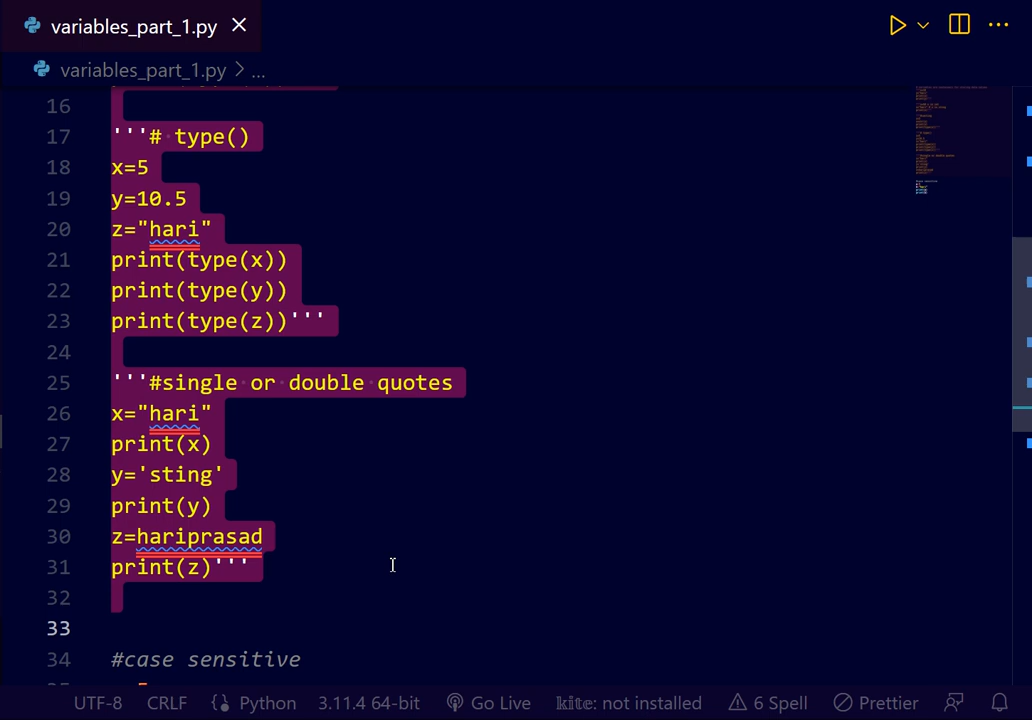 variables_part_1.py
variables_part_1.py > ...
16
17 '''# type()
18 x=5
19 y=10.5
20 z="hari"
21 print(type(x))
22 print(type(y))
23 print(type(z))'''
24
25 '''#single or double quotes
26 x="hari"
27 print(x)
28 y='sting'
29 print(y)
30 z=hariprasad
31 print(z)'''
32
33
34 #case sensitive
UTF-8 CRLF Python 3.11.4 64-bit Go Live kite: not installed 6 Spell Prettier